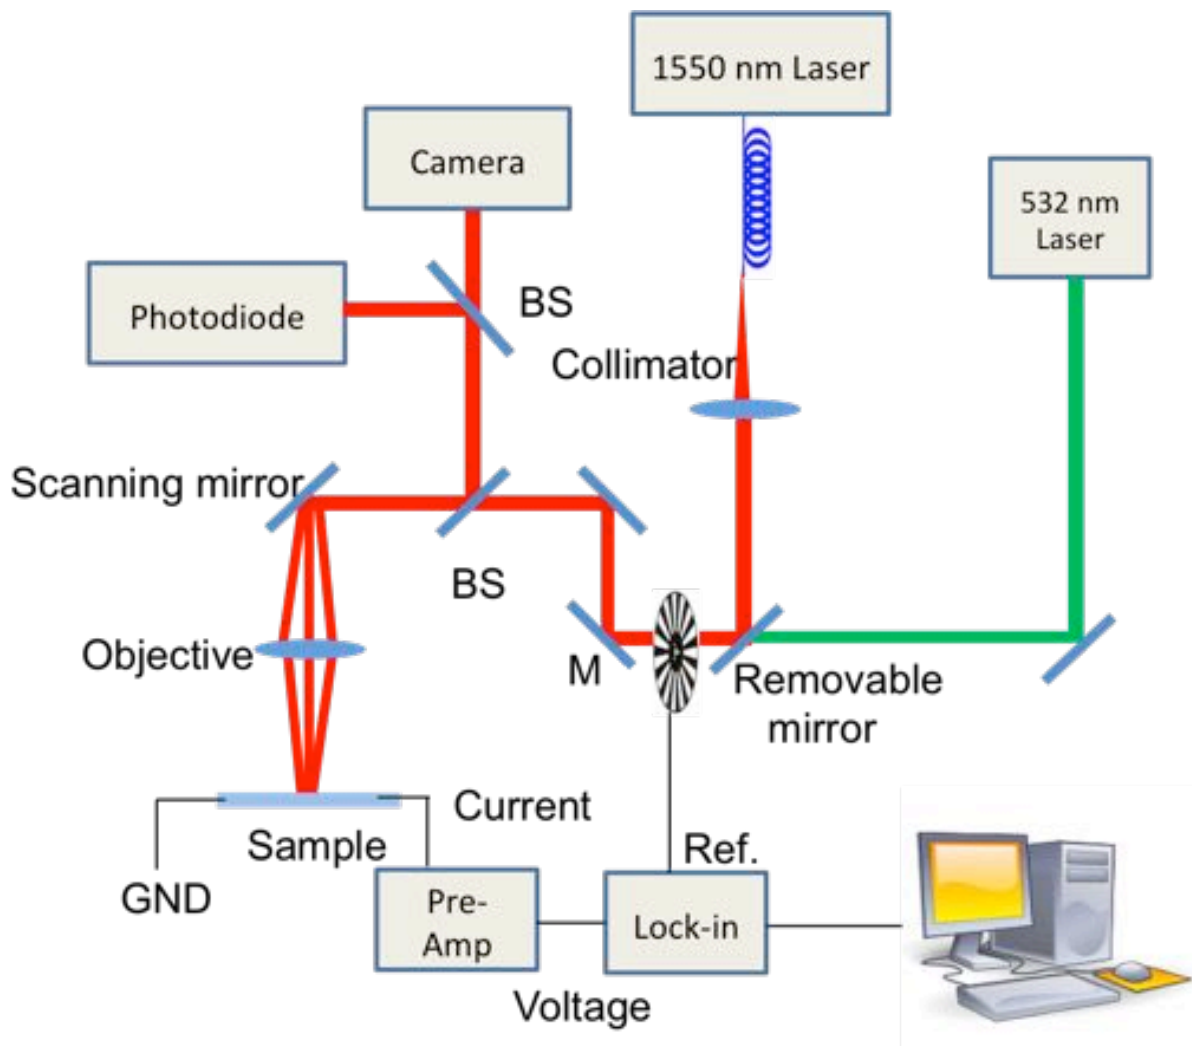 1550 nm Laser
Camera
532 nm
Laser
Photodiode
BS
Collimator
Scanning mirror
BS
Objective
M
Removable
mirror
Current
Sample
Ref.
GND
Pre-
Amp
Lock-in
Voltage